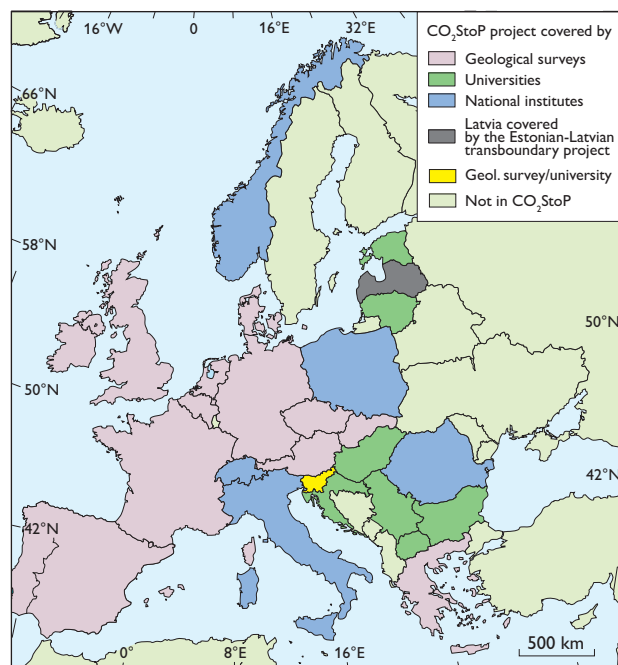 16°W 0 8°E 16°E 32°E
CO₂StoP project covered by
Geological surveys
Universities
National institutes
Latvia covered
by the Estonian-Latvian
transboundary project
Geol. survey/university
Not in CO₂StoP
66°N
58°N
50°N
50°N
42°N
42°N
0° 8°E 16°E
500 km